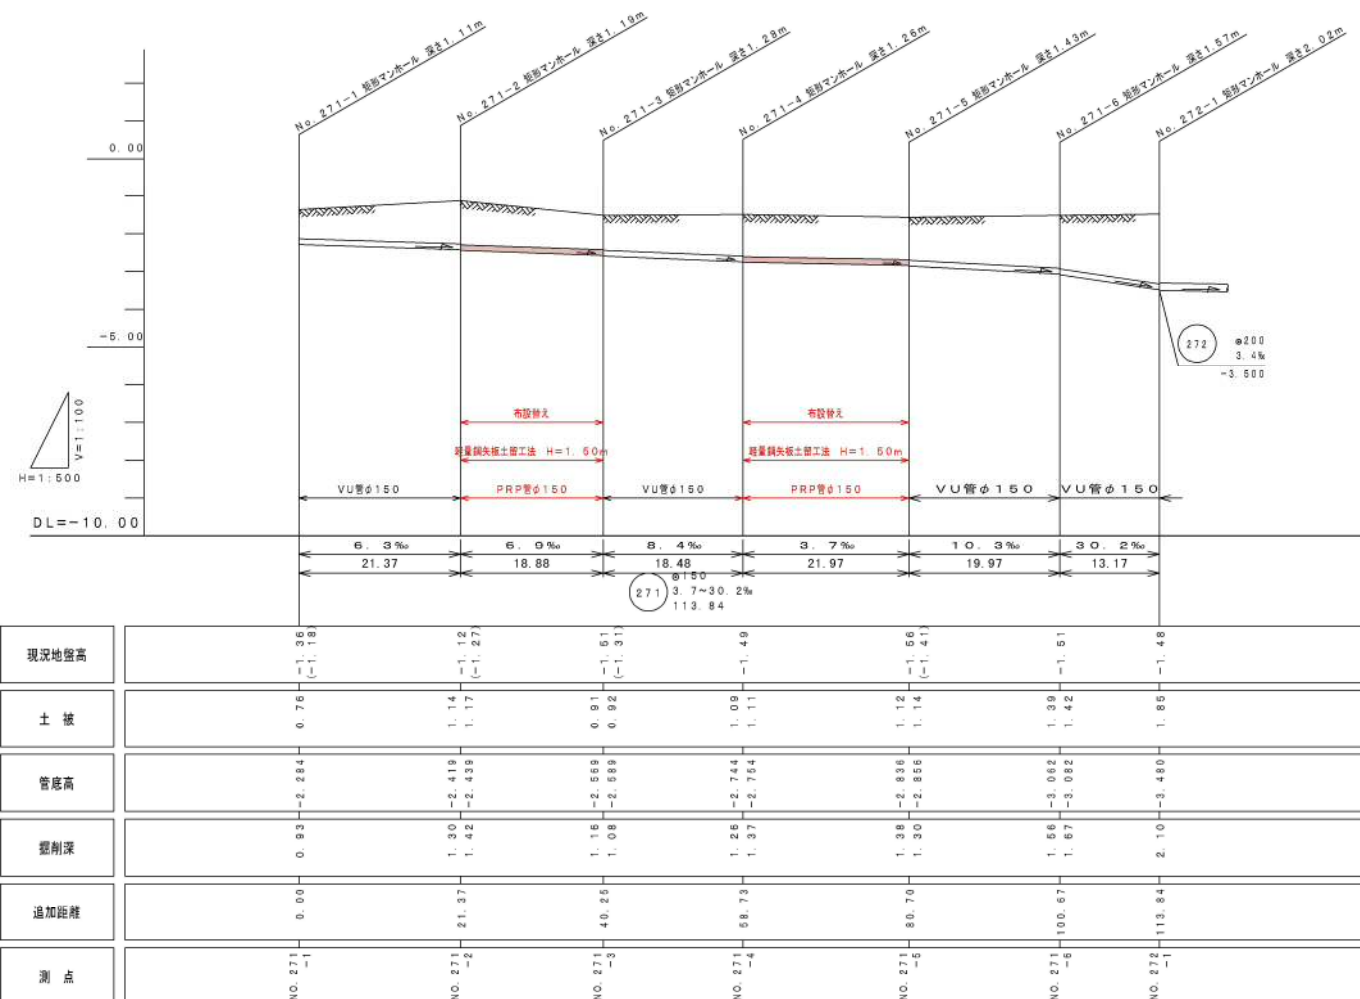 No. 271-1 矩形マンホール 深さ1. 11m
No. 271-2 矩形マンホール 深さ1. 19m
No. 271-3 矩形マンホール 深さ1. 28m
No. 271-4 矩形マンホール 深さ1. 26m
No. 271-5 矩形マンホール 深さ1. 43m
No. 271-6 矩形マンホール 深さ1. 57m
No. 272-1 矩形マンホール 深さ2. 02m
0. 00
-5. 00
272
⊚200
3. 4‰
-3. 500
V=1:100
H=1:500
布設替え
布設替え
軽量鋼矢板土留工法 H=1. 50m
軽量鋼矢板土留工法 H=1. 50m
VU管φ150
PRP管φ150
VU管φ150
PRP管φ150
VU管φ150
VU管φ150
DL=-10. 00
6. 3‰
6. 9‰
8. 4‰
3. 7‰
10. 3‰
30. 2‰
21.37
18.88
18.48
21.97
19.97
13.17
271
⊚150
3. 7~30. 2‰
113. 84
現況地盤高
-1. 36
(-1. 18)
-1. 12
(-1. 27)
-1. 51
(-1. 31)
-1. 49
-1. 56
(-1. 41)
-1. 51
-1. 48
土 被
0. 76
1. 14
1. 17
0. 91
0. 92
1. 09
1. 11
1. 12
1. 14
1. 39
1. 42
1. 85
管底高
-2. 284
-2. 419
-2. 439
-2. 569
-2. 589
-2. 744
-2. 754
-2. 836
-2. 856
-3. 062
-3. 082
-3. 480
掘削深
0. 93
1. 30
1. 42
1. 16
1. 08
1. 26
1. 37
1. 38
1. 30
1. 56
1. 67
2. 10
追加距離
0. 00
21. 37
40. 25
58. 73
80. 70
100. 67
113. 84
測 点
NO. 271
-1
NO. 271
-2
NO. 271
-3
NO. 271
-4
NO. 271
-5
NO. 271
-6
NO. 272
-1